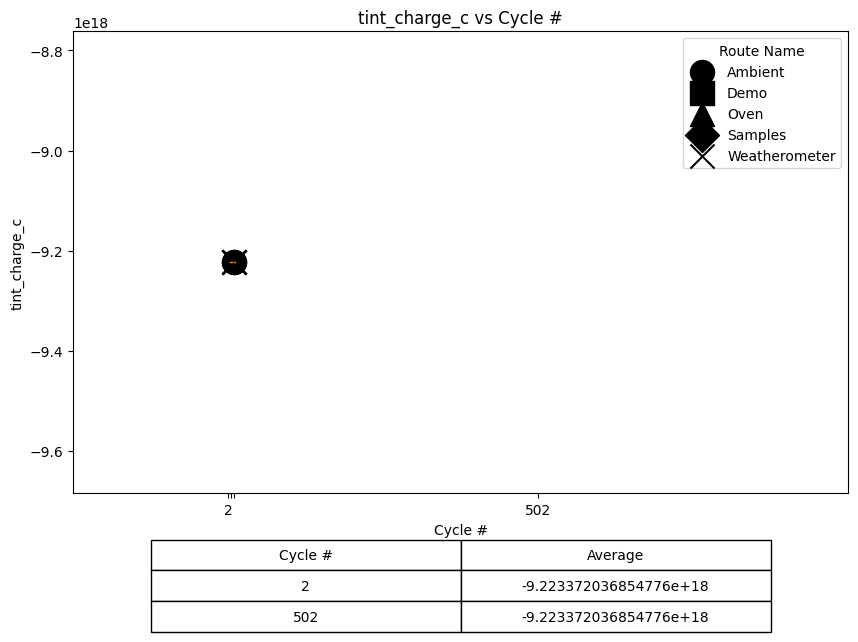 tint_charge_c vs Cycle #
1e18
−8.8
−9.0
−9.2
−9.4
−9.6
tint_charge_c
Route Name
Ambient
Demo
Oven
Samples
Weatherometer
2 502
Cycle #
Cycle # Average
2 -9.223372036854776e+18
502 -9.223372036854776e+18